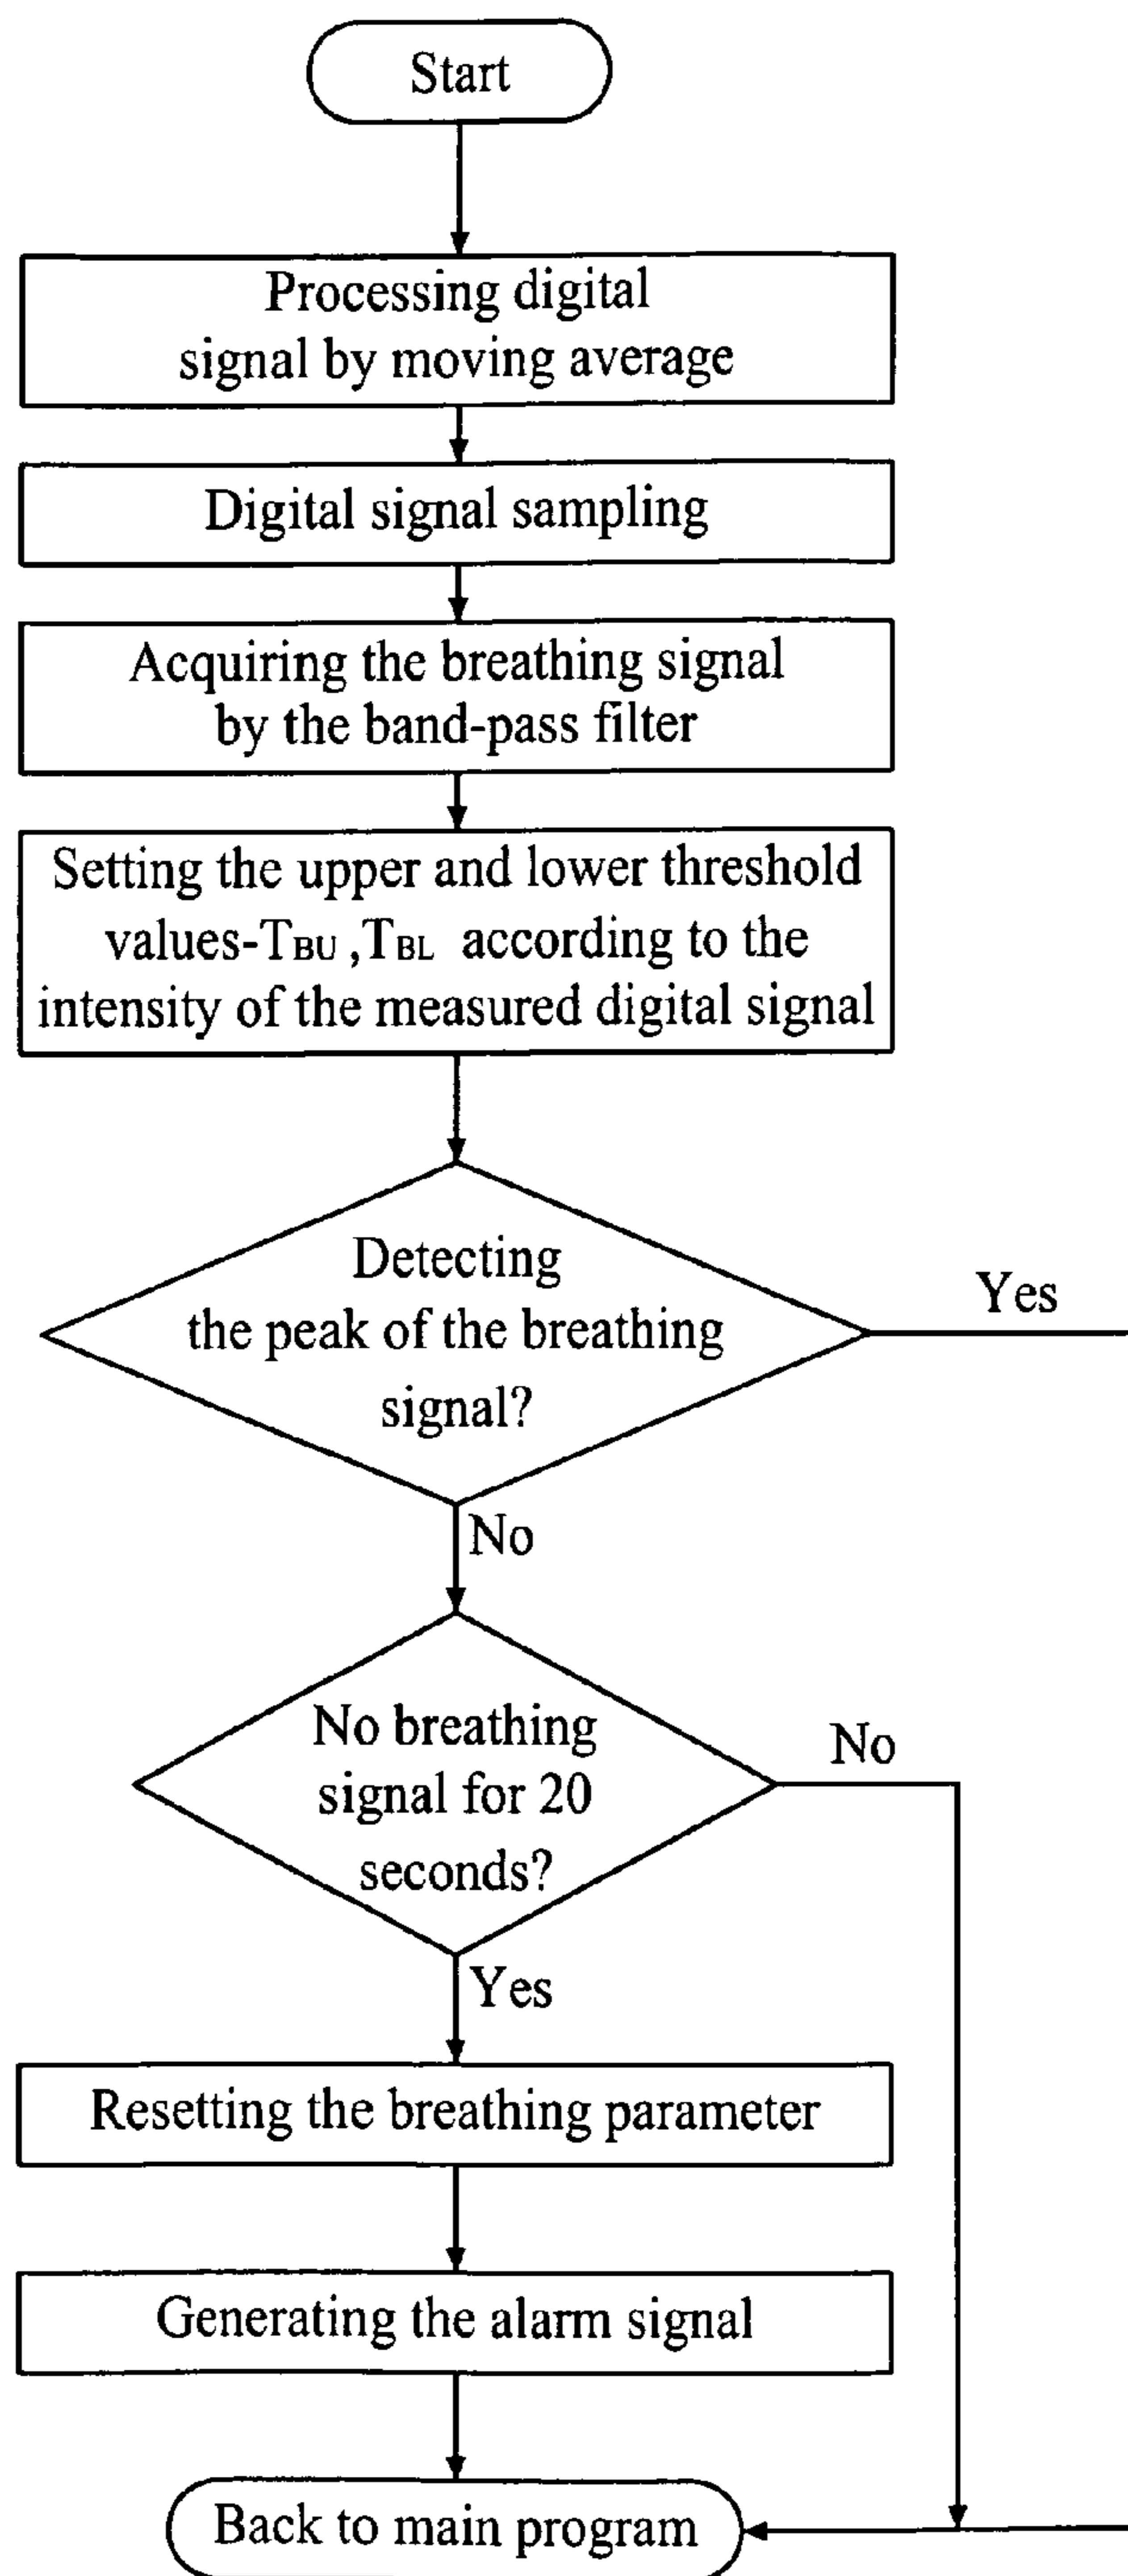 Start
Processing digital
signal by moving average
Digital signal sampling
Acquiring the breathing signal
by the band-pass filter
Setting the upper and lower threshold
values-TBU ,TBL according to the
intensity of the measured digital signal
Detecting
the peak of the breathing
signal?
Yes
No
No breathing
signal for 20
seconds?
No
Yes
Resetting the breathing parameter
Generating the alarm signal
Back to main program